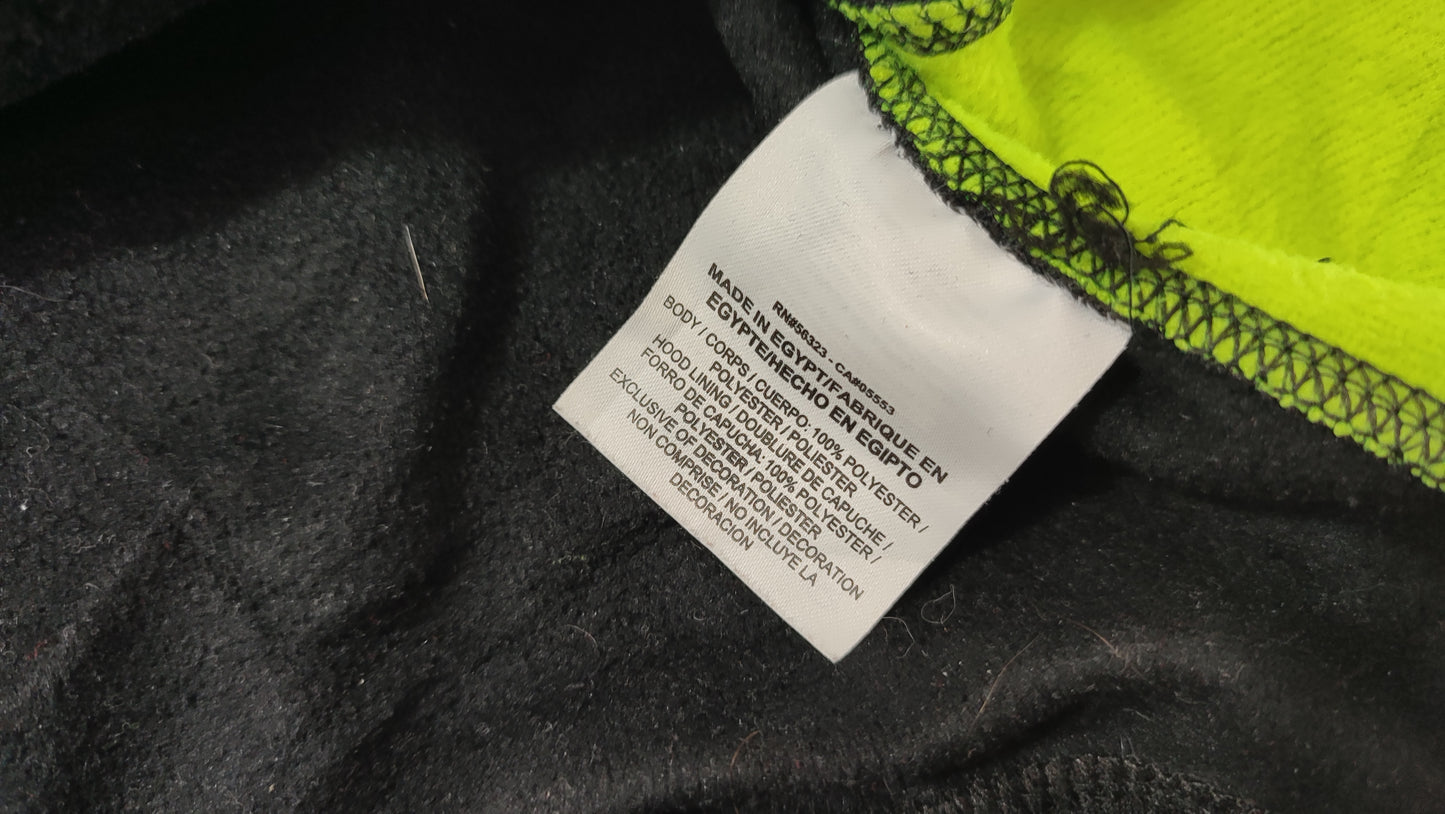 RN#56323 - CA#05553
MADE IN EGYPT/FABRIQUE EN
EGYPTE/HECHO EN EGIPTO
BODY / CORPS / CUERPO: 100% POLYESTER /
POLYESTER / POLIESTER
HOOD LINING / DOUBLURE DE CAPUCHE /
FORRO DE CAPUCHA. 100% POLYESTER /
POLYESTER / POLIESTER
EXCLUSIVE OF DECORATION / DECORATION
NON COMPRISE / NO INCLUYE LA
DECORACION